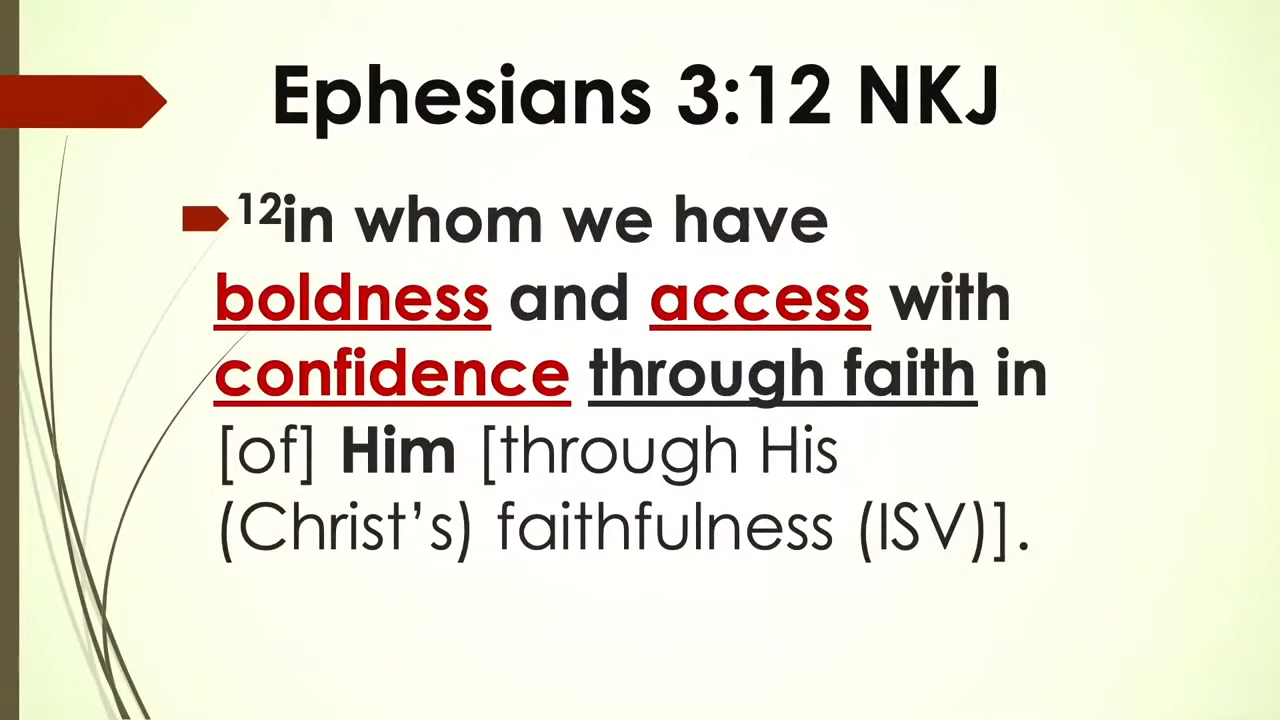 Ephesians 3:12 NKJ
12in whom we have
boldness and access with
confidence through faith in
[of] Him [through His
(Christ’s) faithfulness (ISV)].